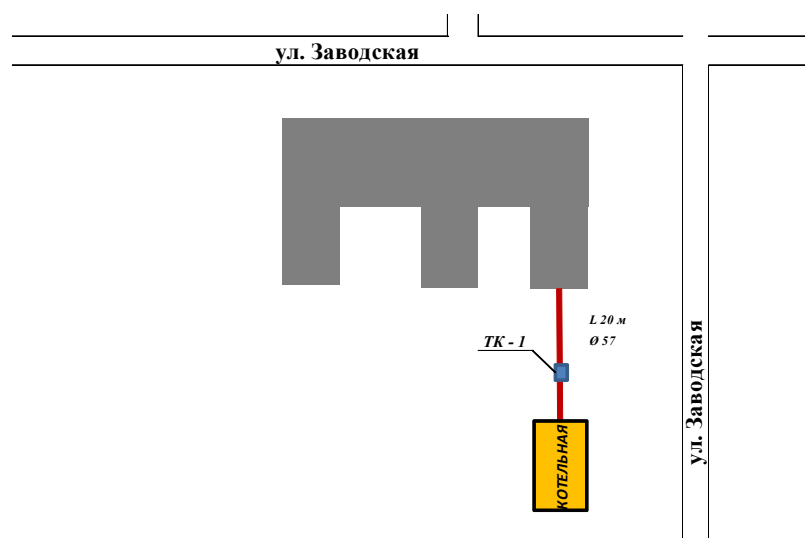 ул. Заводская
L 20 м
Ø 57
ТК - 1
ул. Заводская
КОТЕЛЬНАЯ